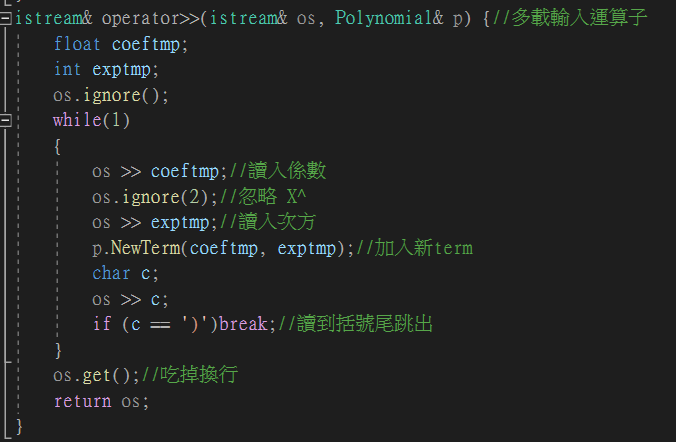 istream& operator>>(istream& os, Polynomial& p) {//多載輸入運算子
float coeftmp;
int exptmp;
os.ignore();
while(1)
{
os >> coeftmp;//讀入係數
os.ignore(2);//忽略 X^
os >> exptmp;//讀入次方
p.NewTerm(coeftmp, exptmp);//加入新term
char c;
os >> c;
if (c == ')')break;//讀到括號尾跳出
}
os.get();//吃掉換行
return os;
}